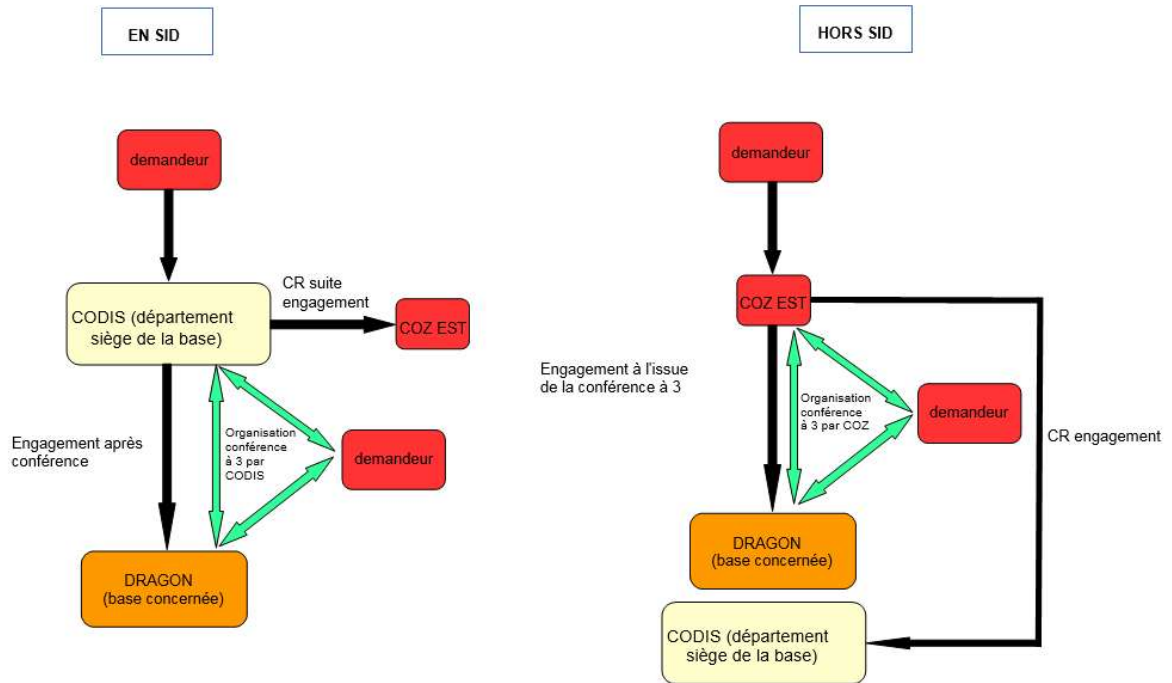 EN SID
demandeur
CR suite
engagement
CODIS (département
siège de la base)
COZ EST
Engagement après
conférence
Organisation
conférence
à 3 par
CODIS
demandeur
DRAGON
(base concernée)
HORS SID
demandeur
COZ EST
Engagement à l'issue
de la conférence à 3
Organisation
conférence
à 3 par COZ
demandeur
CR engagement
DRAGON
(base concernée)
CODIS (département
siège de la base)